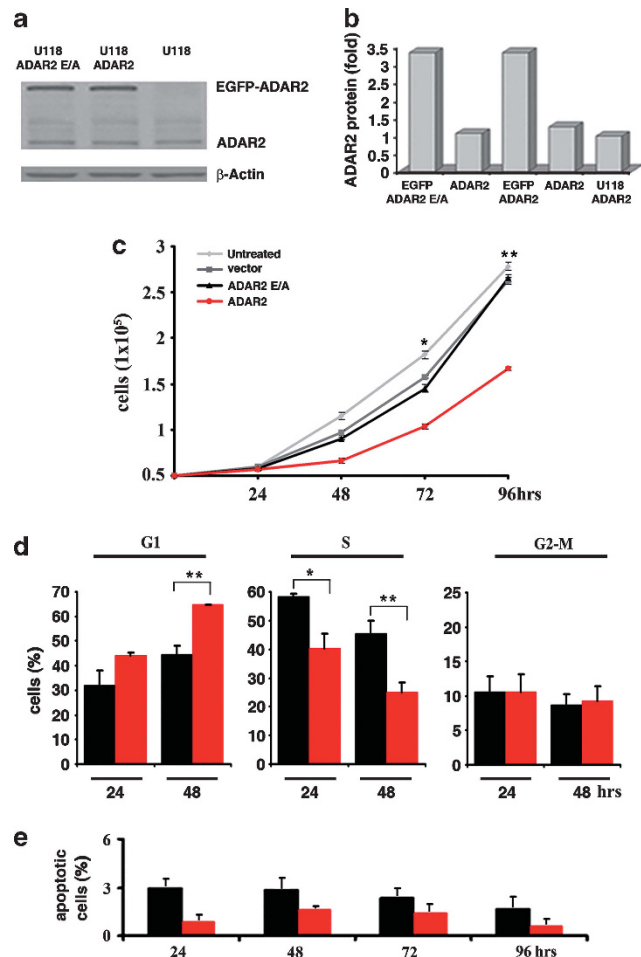 a
U118 ADAR2 E/A
U118 ADAR2
U118
EGFP-ADAR2
ADAR2
β-Actin
b
ADAR2 protein (fold)
3.5
3
2.5
2
1.5
1
0.5
EGFP ADAR2 E/A
ADAR2
EGFP ADAR2
ADAR2
U118 ADAR2
c
Untreated
vector
ADAR2 E/A
ADAR2
cells (1x10⁵)
3
2.5
2
1.5
1
0.5
*
**
24 48 72 96hrs
d
G1
S
G2-M
cells (%)
70
60
50
40
30
20
10
0
**
24 48
60
50
40
30
20
10
0
*
**
24 48
25
20
15
10
5
0
24 48 hrs
e
apoptotic cells (%)
6
3
0
24 48 72 96 hrs